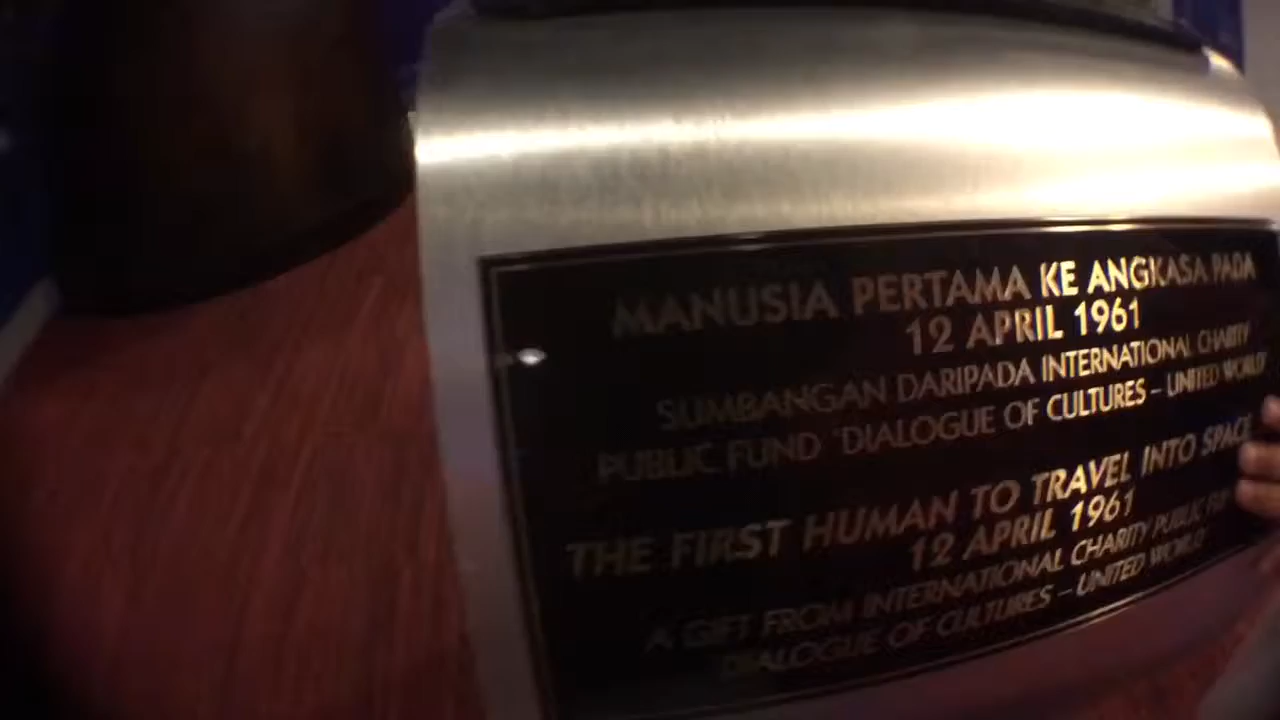 MANUSIA PERTAMA KE ANGKASA PADA
12 APRIL 1961
SUMBANGAN DARIPADA INTERNATIONAL CHARITY
PUBLIC FUND 'DIALOGUE OF CULTURES – UNITED WORLD'
THE FIRST HUMAN TO TRAVEL INTO SPACE
12 APRIL 1961
A GIFT FROM INTERNATIONAL CHARITY PUBLIC
DIALOGUE OF CULTURES – UNITED WORLD'